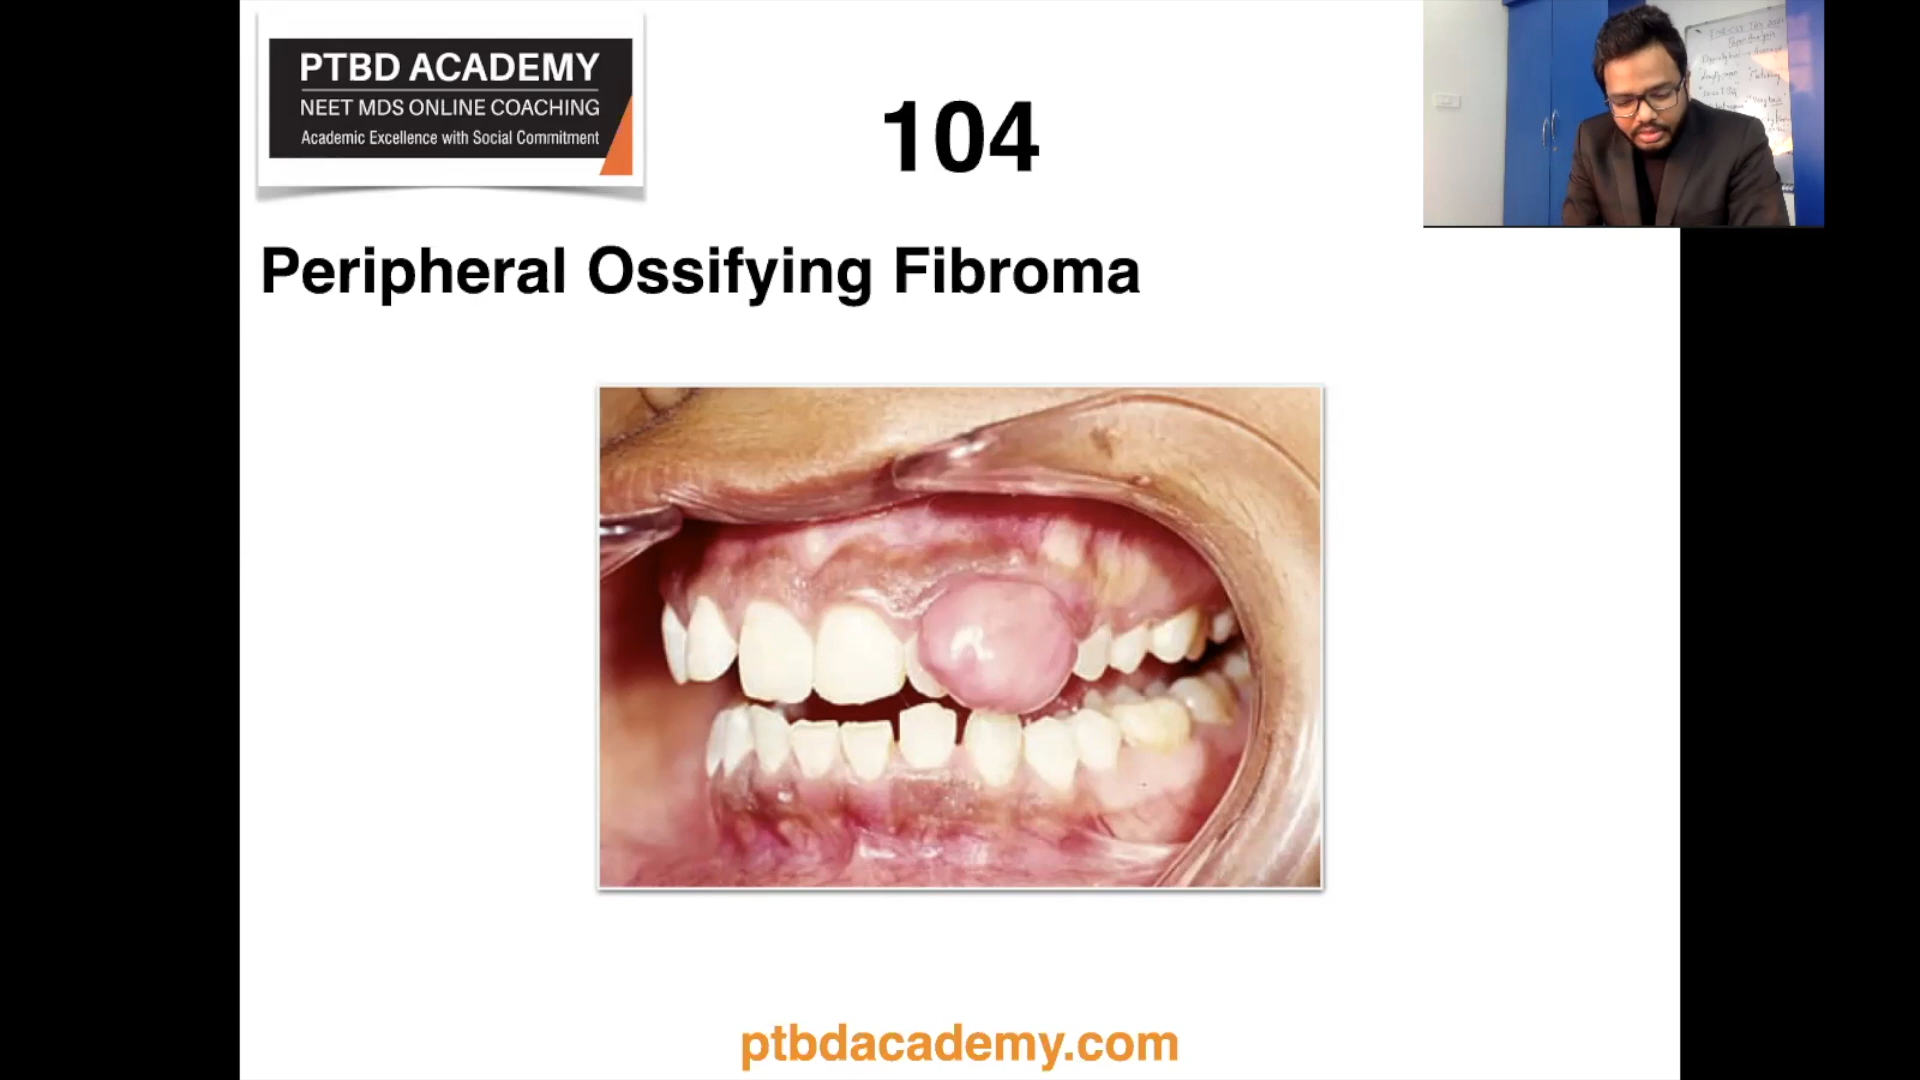 PTBD ACADEMY
NEET MDS ONLINE COACHING
Academic Excellence with Social Commitment
104
Peripheral Ossifying Fibroma
ptbdacademy.com